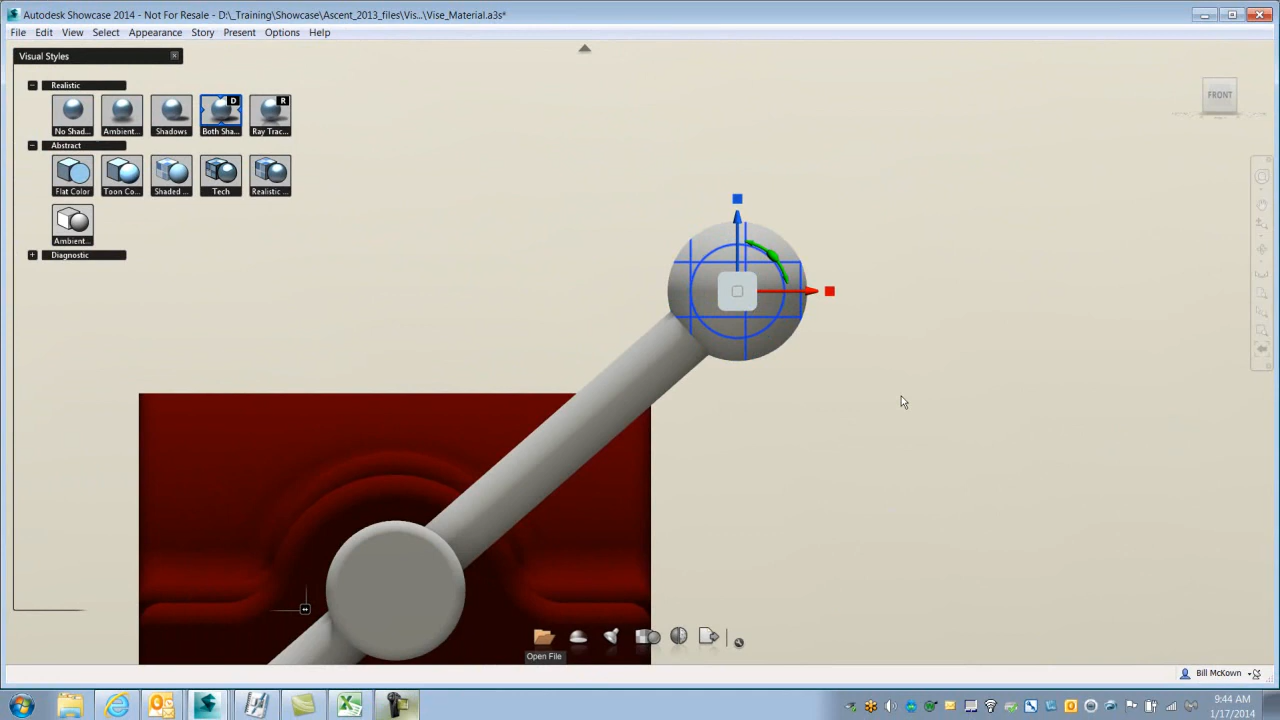 Autodesk Showcase 2014 - Not For Resale - D:\_Training\Showcase\Ascent_2013_files\Vis...\Vise_Material.a3s*
File Edit View Select Appearance Story Present Options Help
Visual Styles
FRONT
Realistic
D R
No Shad... Ambient... Shadows Both Sha... Ray Trac...
Abstract
Flat Color Toon Co... Shaded ... Tech Realistic ...
Ambient...
Diagnostic
Open File
Bill McKown
9:44 AM
1/17/2014